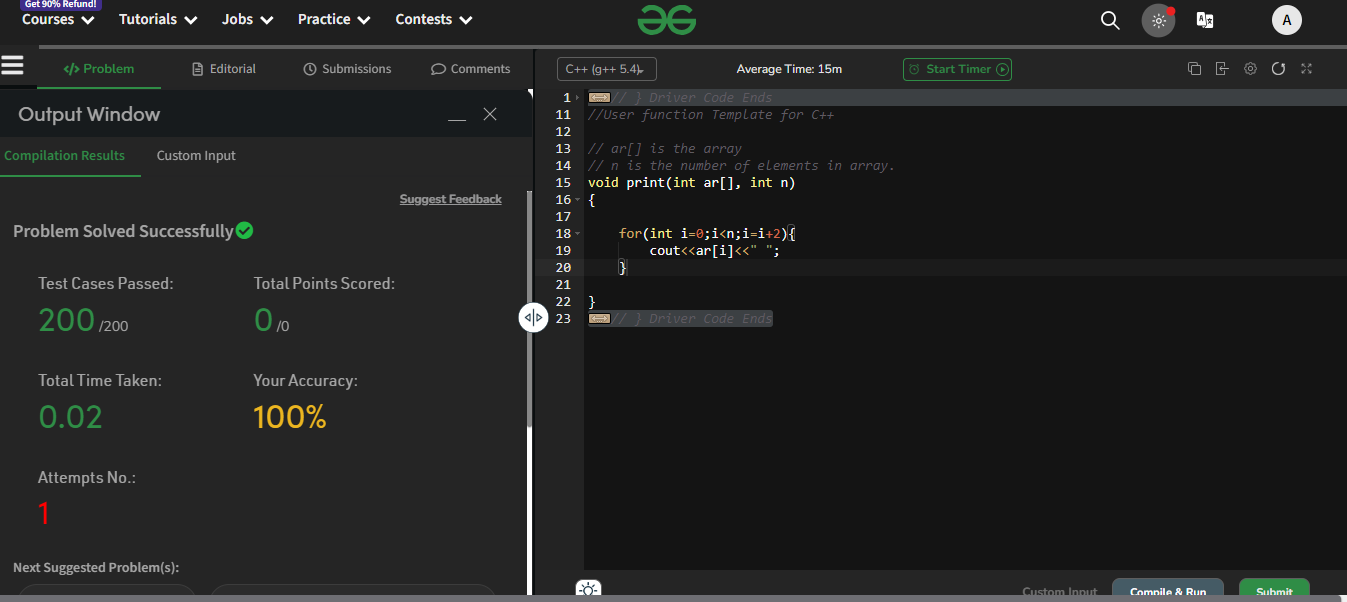 Get 90% Refund!
Courses Tutorials Jobs Practice Contests A
Problem Editorial Submissions Comments
C++ (g++ 5.4) Average Time: 15m Start Timer
Output Window
Compilation Results Custom Input
Suggest Feedback
Problem Solved Successfully
Test Cases Passed: Total Points Scored:
200 /200 0 /0
Total Time Taken: Your Accuracy:
0.02 100%
Attempts No.:
1
Next Suggested Problem(s):
1 // } Driver Code Ends
11 //User function Template for C++
12
13 // ar[] is the array
14 // n is the number of elements in array.
15 void print(int ar[], int n)
16 {
17
18 for(int i=0;i<n;i=i+2){
19 cout<<ar[i]<<" ";
20 }
21
22 }
23 // } Driver Code Ends
Custom Input Compile & Run Submit